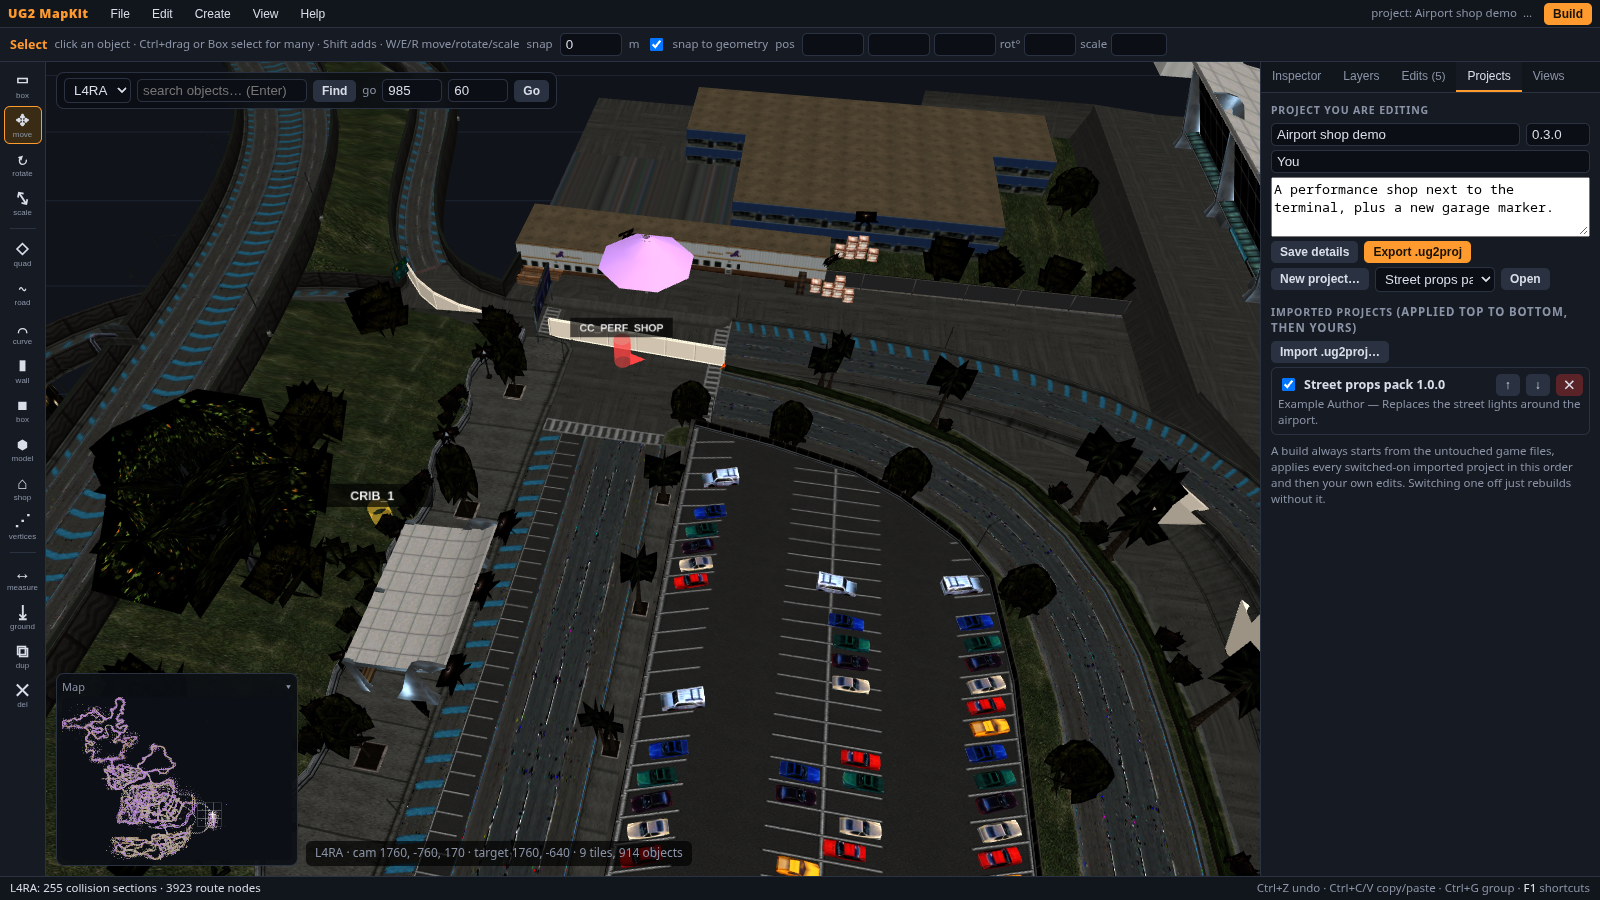 UG2 MapKit File Edit Create View Help project: Airport shop demo ... Build
Select click an object · Ctrl+drag or Box select for many · Shift adds · W/E/R move/rotate/scale snap 0 m snap to geometry pos rot° scale
L4RA search objects… (Enter) Find go 985 60 Go
box
move
rotate
scale
quad
road
curve
wall
box
model
shop
vertices
measure
ground
dup
del
CC_PERF_SHOP
CRIB_1
Map
L4RA · cam 1760, -760, 170 · target 1760, -640 · 9 tiles, 914 objects
Inspector Layers Edits (5) Projects Views
PROJECT YOU ARE EDITING
Airport shop demo 0.3.0
You
A performance shop next to the
terminal, plus a new garage marker.
Save details Export .ug2proj
New project… Street props pa Open
IMPORTED PROJECTS (APPLIED TOP TO BOTTOM,
THEN YOURS)
Import .ug2proj…
Street props pack 1.0.0 ↑ ↓ ✕
Example Author — Replaces the street lights around the
airport.
A build always starts from the untouched game files,
applies every switched-on imported project in this order
and then your own edits. Switching one off just rebuilds
without it.
L4RA: 255 collision sections · 3923 route nodes
Ctrl+Z undo · Ctrl+C/V copy/paste · Ctrl+G group · F1 shortcuts